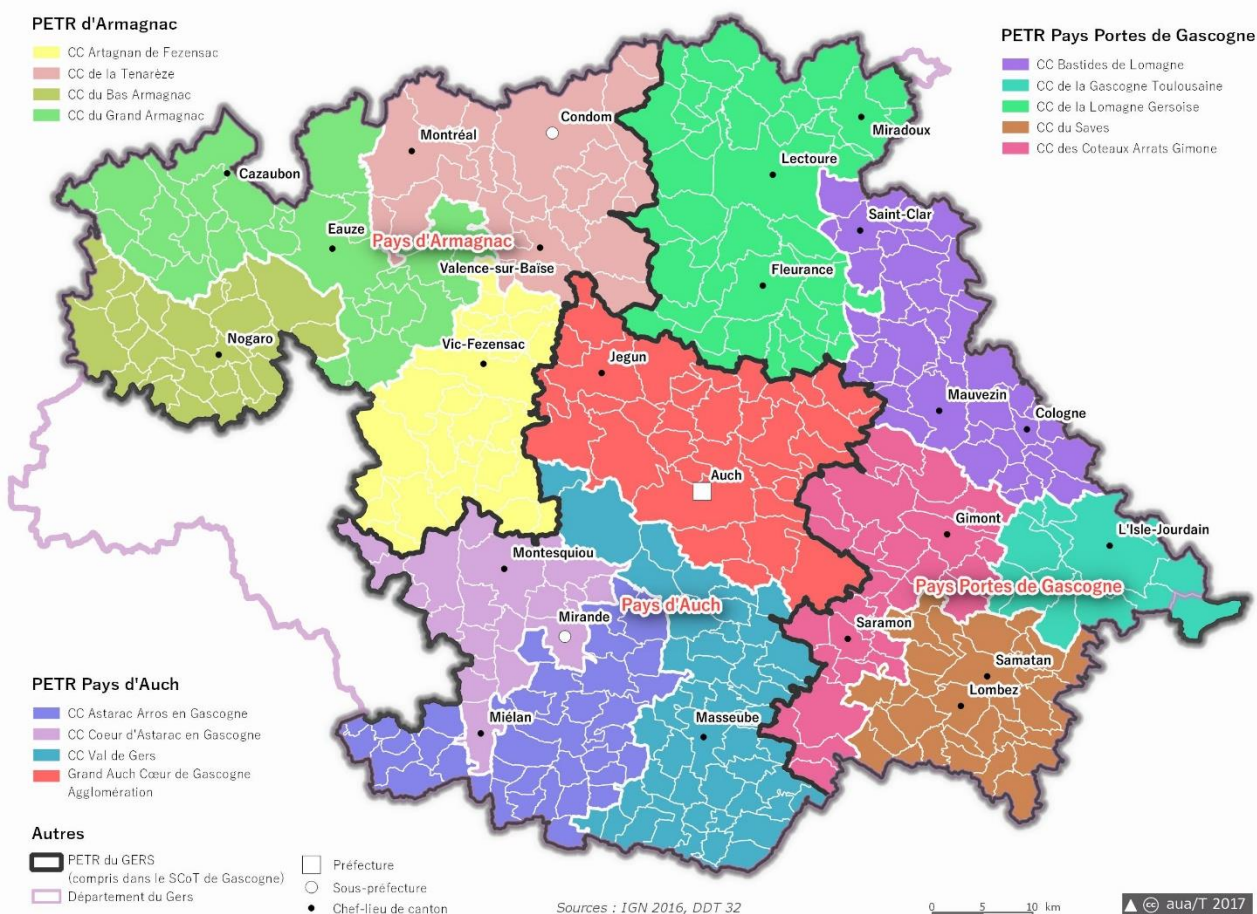 PETR d'Armagnac
CC Artagnan de Fezensac
CC de la Tenarèze
CC du Bas Armagnac
CC du Grand Armagnac
PETR Pays Portes de Gascogne
CC Bastides de Lomagne
CC de la Gascogne Toulousaine
CC de la Lomagne Gersoise
CC du Saves
CC des Coteaux Arrats Gimone
Condom
Miradoux
Montréal
Lectoure
Cazaubon
Saint-Clar
Eauze
Pays d'Armagnac
Valence-sur-Baïse
Fleurance
Nogaro
Vic-Fezensac
Jegun
Mauvezin
Cologne
Auch
Gimont
L'Isle-Jourdain
Montesquiou
Pays Portes de Gascogne
Pays d'Auch
Mirande
Saramon
Samatan
Lombez
Miélan
Masseube
PETR Pays d'Auch
CC Astarac Arros en Gascogne
CC Coeur d'Astarac en Gascogne
CC Val de Gers
Grand Auch Cœur de Gascogne
Agglomération
Autres
PETR du GERS
(compris dans le SCoT de Gascogne)
Département du Gers
Préfecture
Sous-préfecture
Chef-lieu de canton
Sources : IGN 2016, DDT 32
0 5 10 km
cc aua/T 2017